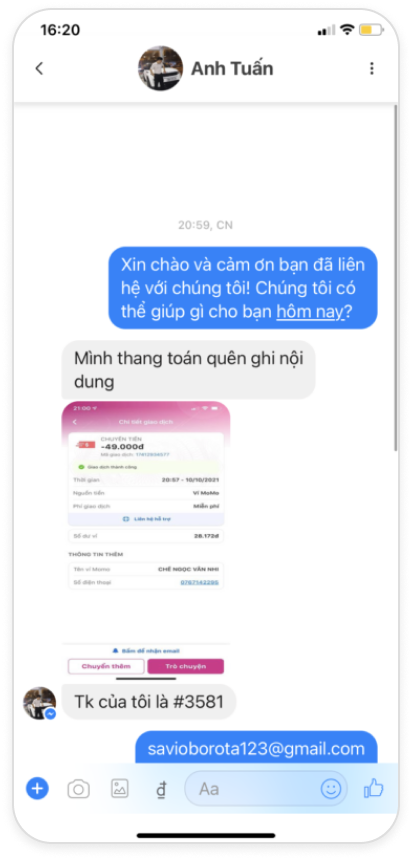 16:20
Anh Tuấn
20:59, CN
Xin chào và cảm ơn bạn đã liên
hệ với chúng tôi! Chúng tôi có
thể giúp gì cho bạn hôm nay?
Mình thang toán quên ghi nội
dung
21:00
Chi tiết giao dịch
CHUYỂN TIỀN
-49.000đ
Mã giao dịch:
Giao dịch thành công
Thời gian 20:57 - 10/10/2021
Nguồn tiền Ví MoMo
Phí giao dịch Miễn phí
Liên hệ hỗ trợ
Số dư ví 28.172đ
THÔNG TIN THÊM
Tên ví Momo CHẾ NGỌC VÂN NHI
Số điện thoại
Bấm để nhận email
Chuyển thêm Trò chuyện
Tk của tôi là #3581
savioborota123@gmail.com
đ Aa